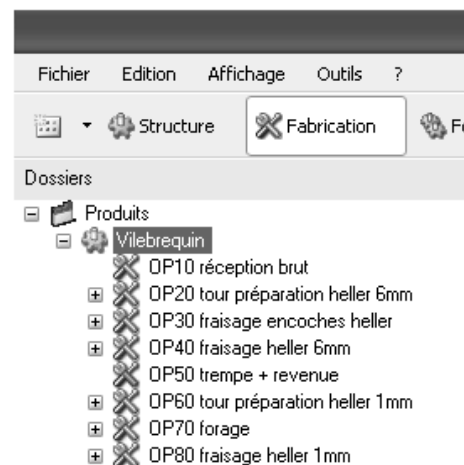 Fichier Edition Affichage Outils ?
Structure Fabrication
Dossiers
Produits
Vilebrequin
OP10 réception brut
OP20 tour préparation heller 6mm
OP30 fraisage encoches heller
OP40 fraisage heller 6mm
OP50 trempe + revenue
OP60 tour préparation heller 1mm
OP70 forage
OP80 fraisage heller 1mm